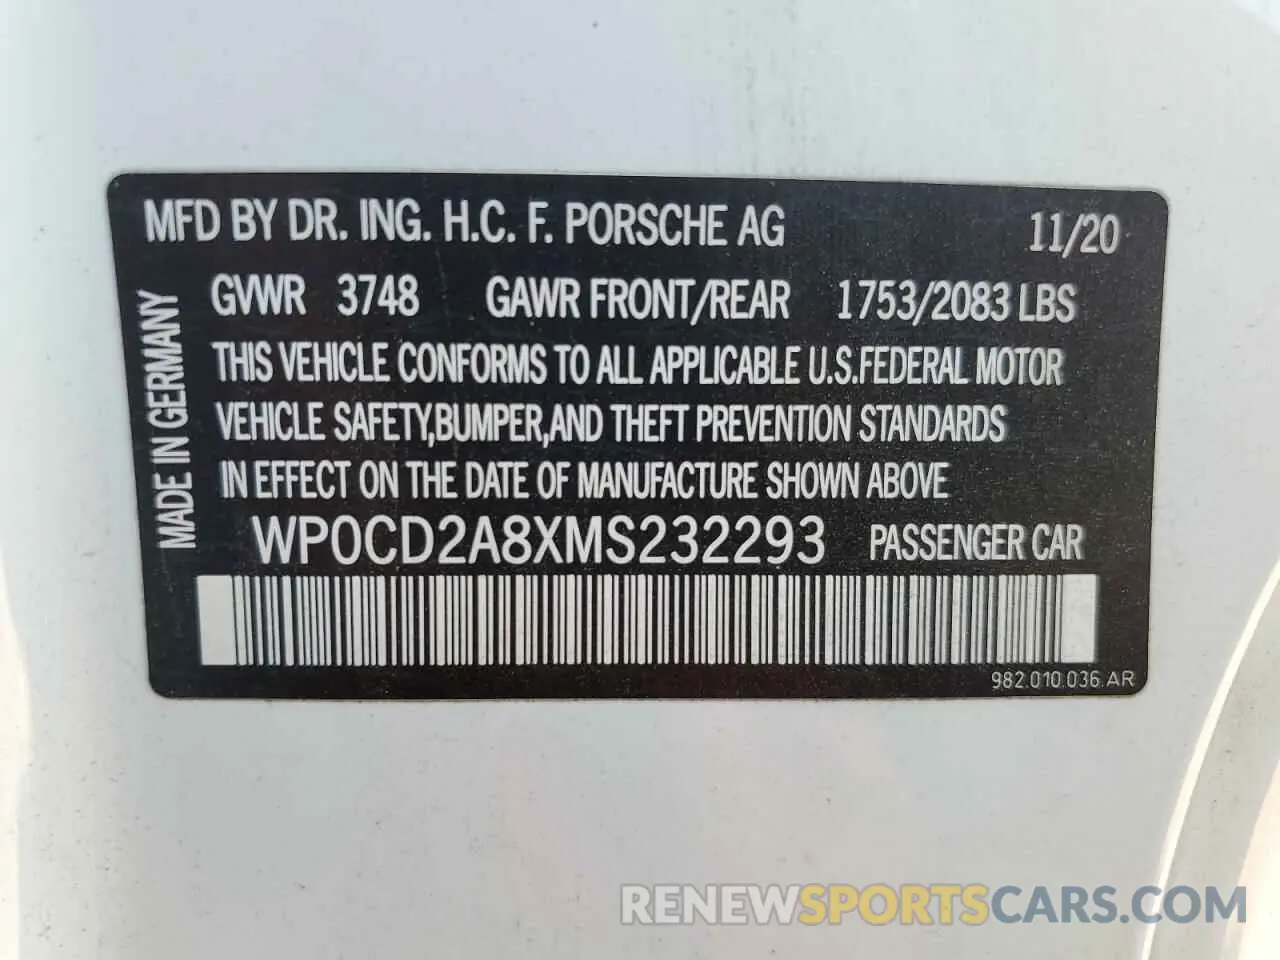 MFD BY DR. ING. H.C. F. PORSCHE AG 11/20
GVWR 3748 GAWR FRONT/REAR 1753/2083 LBS
THIS VEHICLE CONFORMS TO ALL APPLICABLE U.S.FEDERAL MOTOR
VEHICLE SAFETY,BUMPER,AND THEFT PREVENTION STANDARDS
IN EFFECT ON THE DATE OF MANUFACTURE SHOWN ABOVE
WP0CD2A8XMS232293 PASSENGER CAR
MADE IN GERMANY
982.010.036.AR
RENEWSPORTSCARS.COM